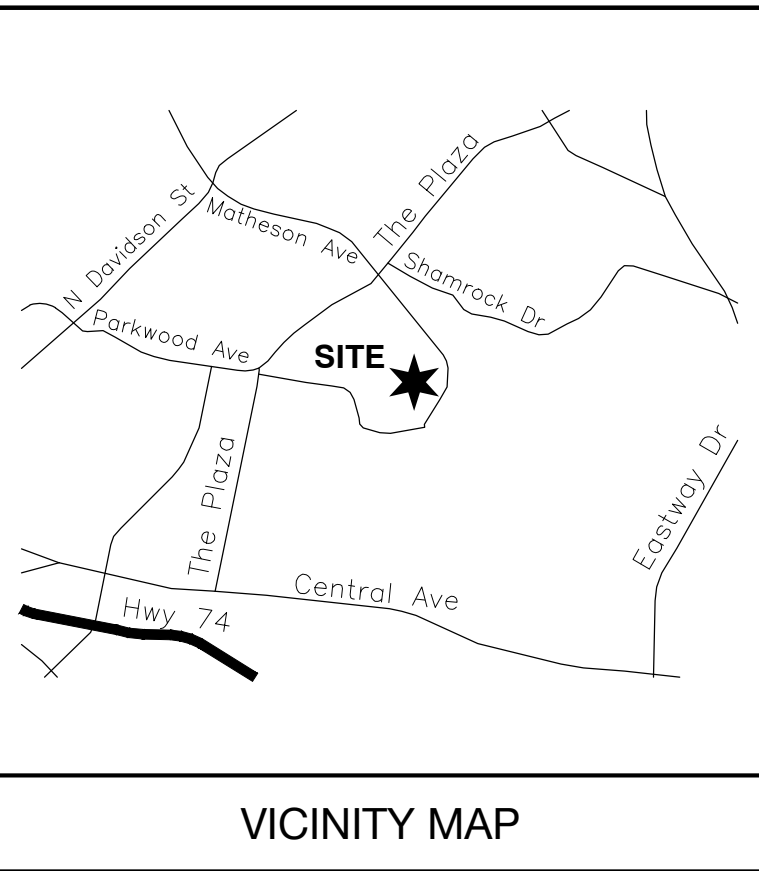 The Plaza
N Davidson St
Matheson Ave
Shamrock Dr
Parkwood Ave
SITE
The Plaza
Eastway Dr
Central Ave
Hwy 74
VICINITY MAP